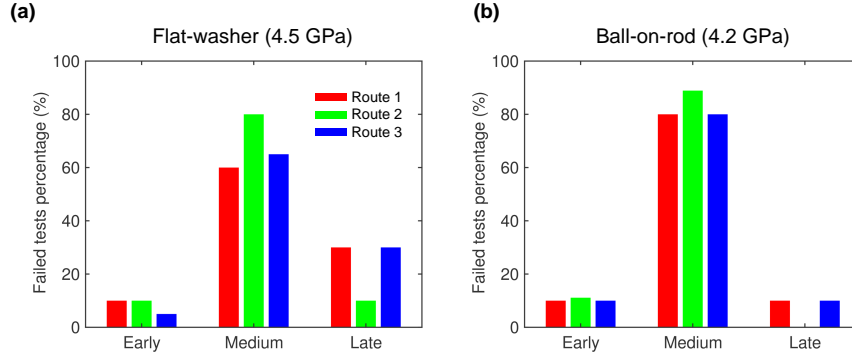 (a)
Flat-washer (4.5 GPa)
Failed tests percentage (%)
100
80
60
40
20
0
Route 1
Route 2
Route 3
Early
Medium
Late
(b)
Ball-on-rod (4.2 GPa)
Failed tests percentage (%)
100
80
60
40
20
0
Early
Medium
Late